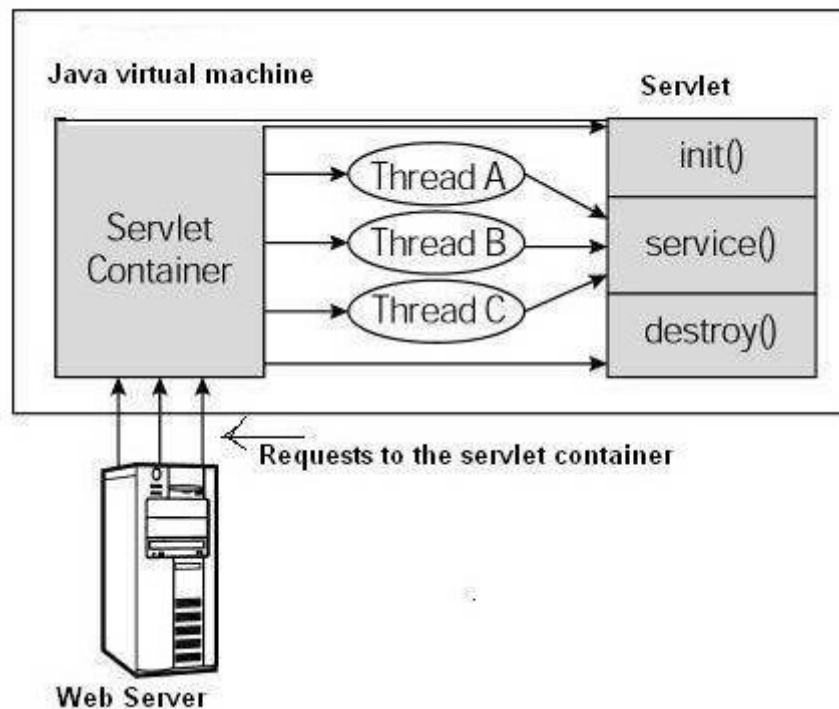 Java virtual machine
Servlet
init()
Thread A
Servlet
Container
Thread B
service()
Thread C
destroy()
Requests to the servlet container
Web Server